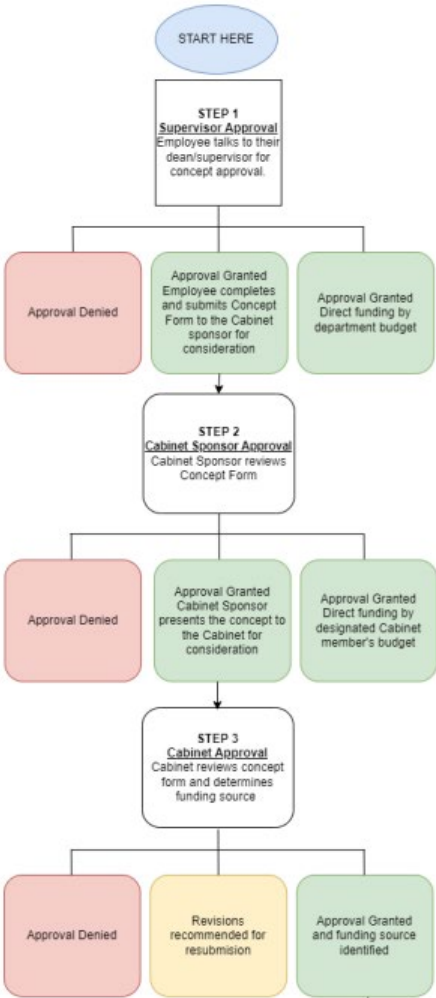 START HERE
STEP 1
Supervisor Approval
Employee talks to their
dean/supervisor for
concept approval.
Approval Denied
Approval Granted
Employee completes
and submits Concept
Form to the Cabinet
sponsor for
consideration
Approval Granted
Direct funding by
department budget
STEP 2
Cabinet Sponsor Approval
Cabinet Sponsor reviews
Concept Form
Approval Denied
Approval Granted
Cabinet Sponsor
presents the concept to
the Cabinet for
consideration
Approval Granted
Direct funding by
designated Cabinet
member's budget
STEP 3
Cabinet Approval
Cabinet reviews concept
form and determines
funding source
Approval Denied
Revisions
recommended for
resubmision
Approval Granted
and funding source
identified